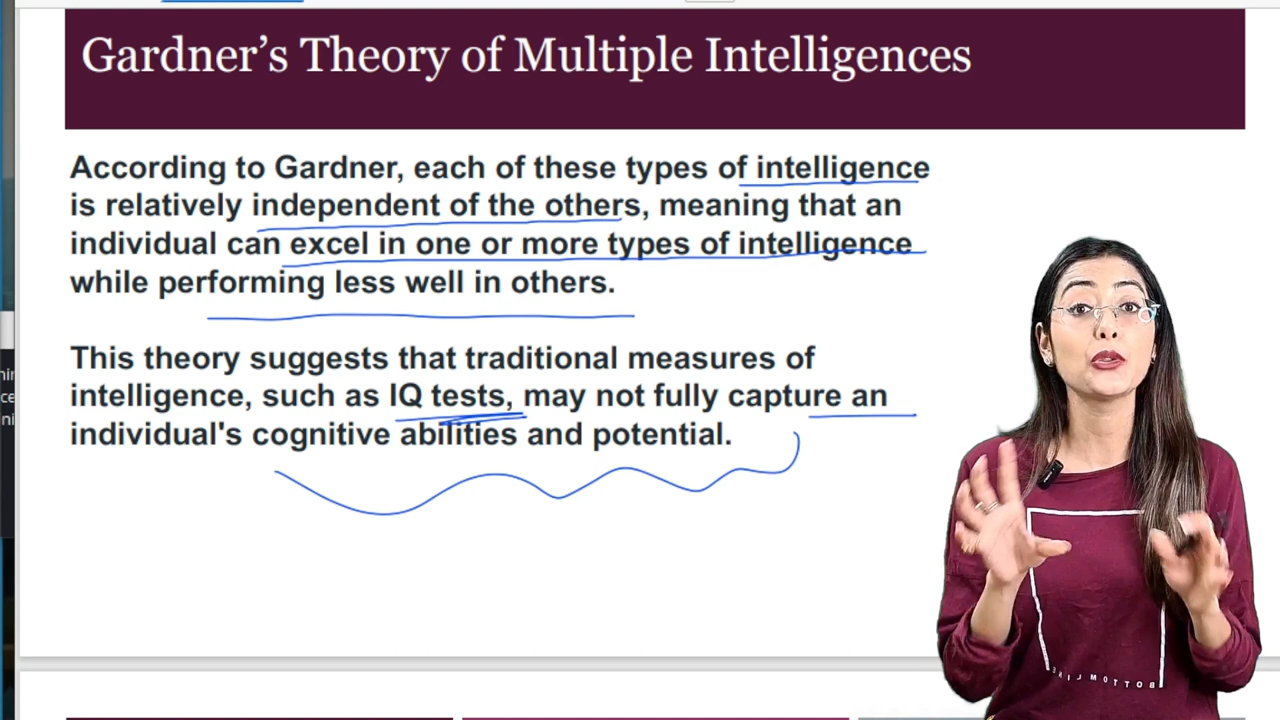 Gardner’s Theory of Multiple Intelligences
According to Gardner, each of these types of intelligence
is relatively independent of the others, meaning that an
individual can excel in one or more types of intelligence
while performing less well in others.
This theory suggests that traditional measures of
intelligence, such as IQ tests, may not fully capture an
individual's cognitive abilities and potential.
BOTTOMLINE